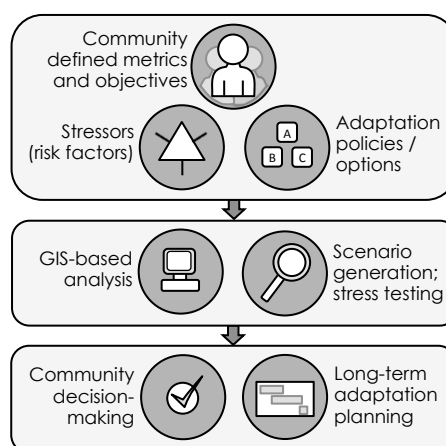 Community
defined metrics
and objectives
Stressors
(risk factors)
A
B C
Adaptation
policies /
options
GIS-based
analysis
Scenario
generation;
stress testing
Community
decision-
making
Long-term
adaptation
planning